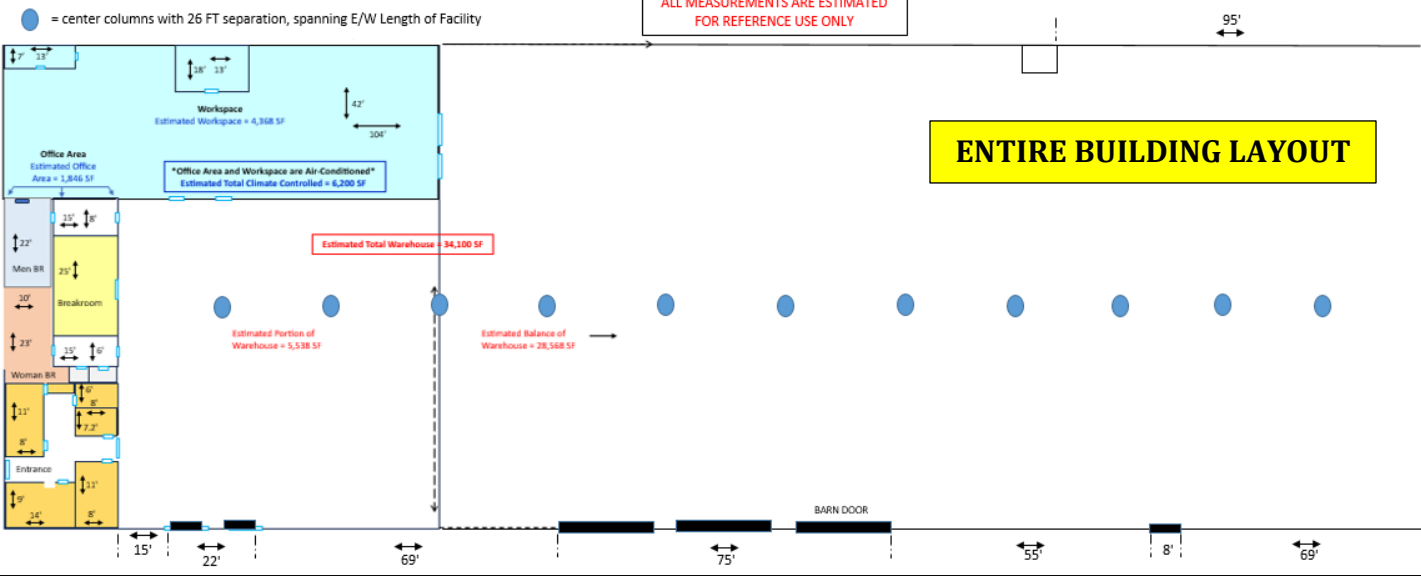 ALL MEASUREMENTS ARE ESTIMATED
FOR REFERENCE USE ONLY
= center columns with 26 FT separation, spanning E/W Length of Facility
95'
7' 13'
18' 13'
Workspace
Estimated Workspace = 4,368 SF
42'
104'
ENTIRE BUILDING LAYOUT
Office Area
Estimated Office
Area = 1,846 SF
*Office Area and Workspace are Air-Conditioned*
Estimated Total Climate Controlled = 6,200 SF
15' 8'
22'
Men BR
Estimated Total Warehouse = 34,100 SF
25'
Breakroom
10'
23'
Woman BR
15' 6'
Estimated Portion of
Warehouse = 5,538 SF
Estimated Balance of
Warehouse = 28,568 SF
6'
8'
11'
7.2'
8'
Entrance
11'
9'
14'
8'
BARN DOOR
15'
22'
69'
75'
55'
8'
69'